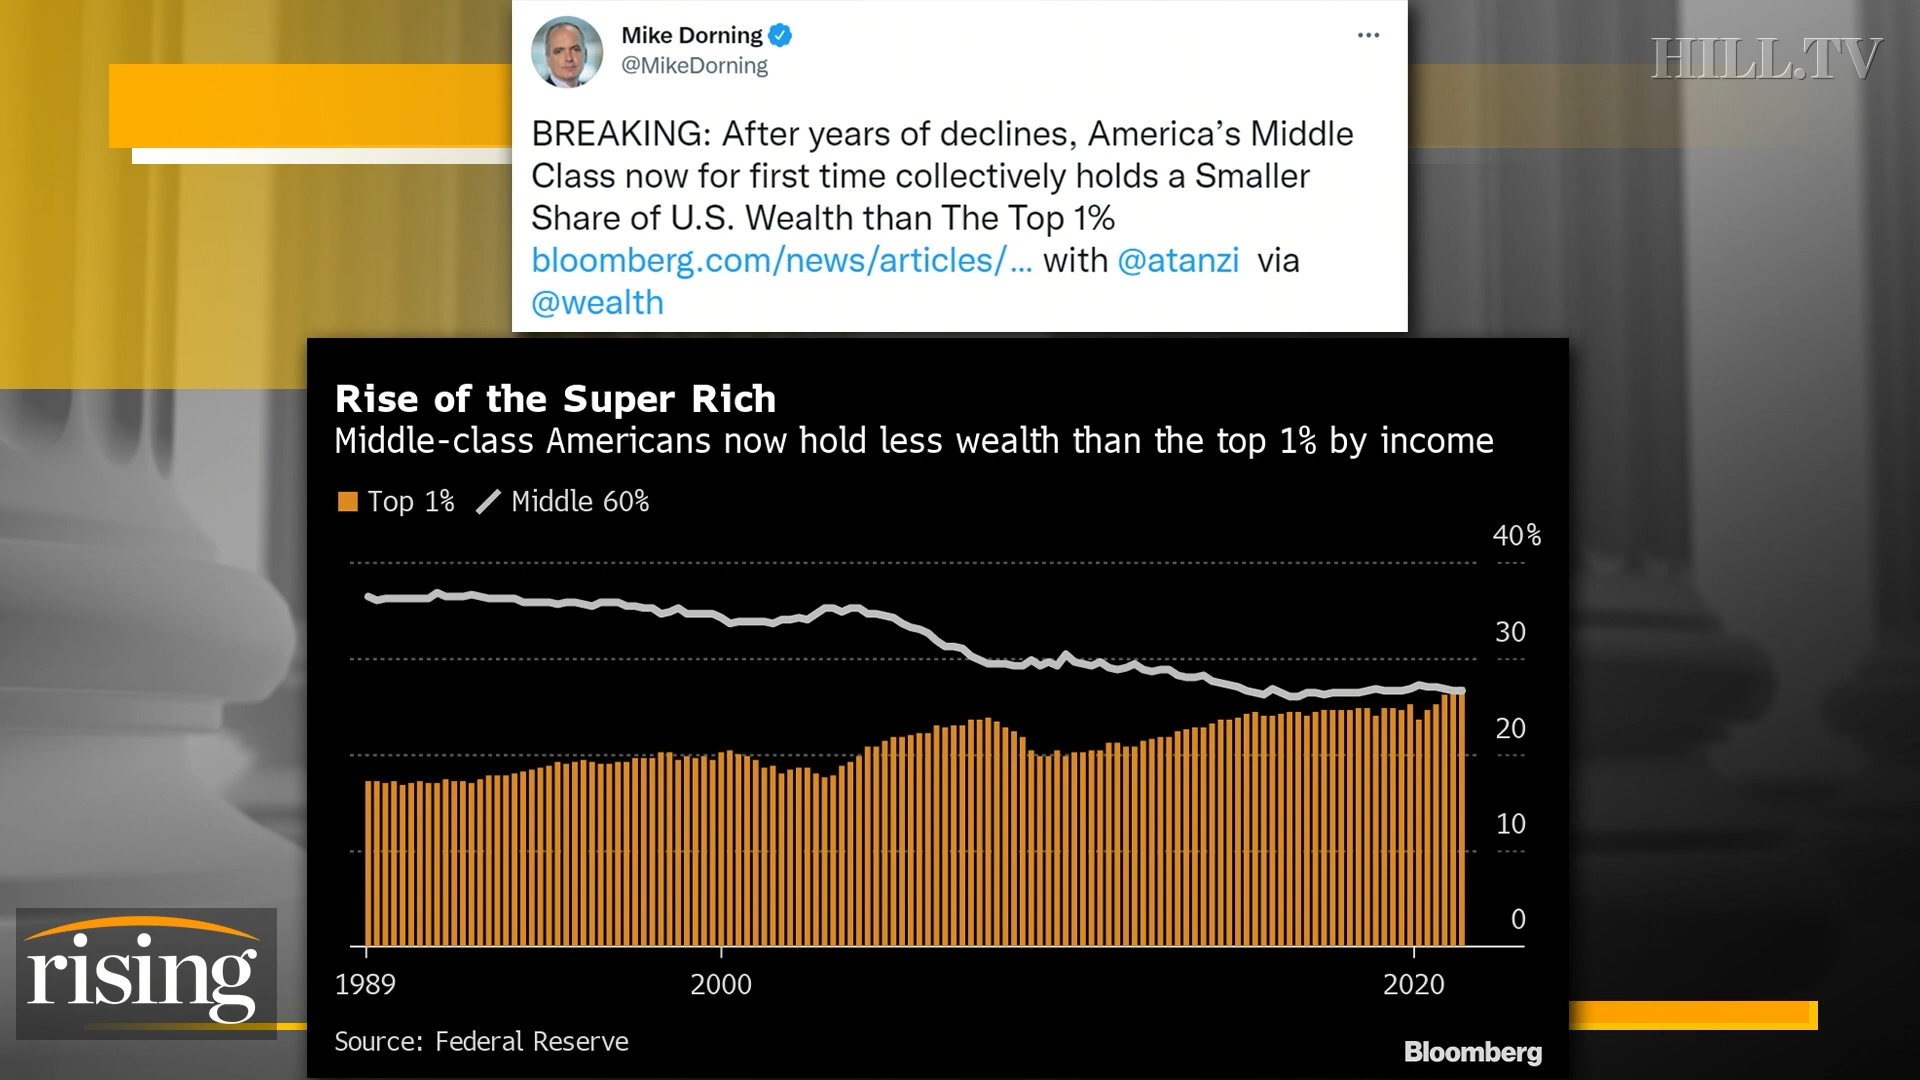 Mike Dorning
@MikeDorning
HILL.TV
BREAKING: After years of declines, America’s Middle
Class now for first time collectively holds a Smaller
Share of U.S. Wealth than The Top 1%
bloomberg.com/news/articles/... with @atanzi via
@wealth
Rise of the Super Rich
Middle-class Americans now hold less wealth than the top 1% by income
Top 1% Middle 60%
40%
30
20
10
0
1989 2000 2020
Source: Federal Reserve
Bloomberg
rising